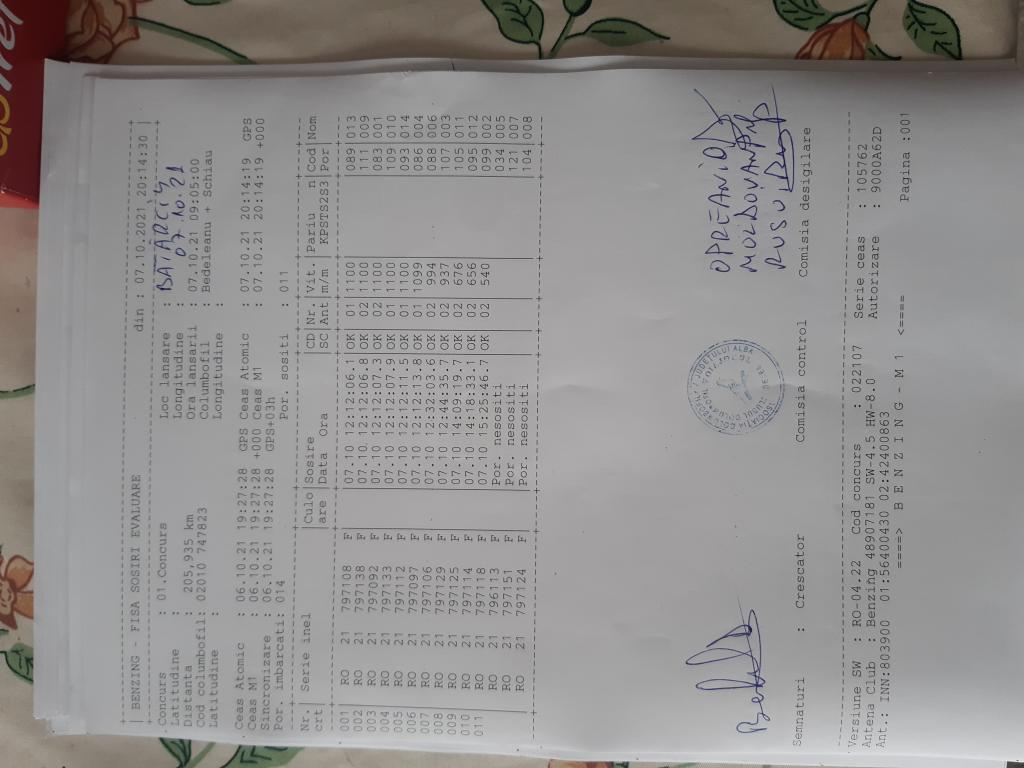 | BENZING - FISA SOSIRI EVALUARE din : 07.10.2021 20:14:30 |
Concurs : 01.Concurs Loc lansare : BATARCI 4
Latitudine : Longitudine : 07.10.21
Distanta : 205,935 km Ora lansarii : 07.10.21 09:05:00
Cod columbofil: 02010 747823 Columbofil : Bedeleanu + Schiau
Latitudine : Longitudine :
Ceas Atomic : 06.10.21 19:27:28 GPS Ceas Atomic : 07.10.21 20:14:19 GPS
Ceas M1 : 06.10.21 19:27:28 +000 Ceas M1 : 07.10.21 20:14:19 +000
Sincronizare : 06.10.21 19:27:28 GPS+03h
Por. imbarcati: 014 Por. sositi : 011
Nr. | Serie inel |Culo|Sosire |CD|Nr.|Vit.|Pariu n|Cod|Nom
crt.| |are |Data Ora |SC|Ant|m/m | KPSTS2S3|Por|
001 RO 21 797108 F 07.10 12:12:06.1 OK 01 1100 089 013
002 RO 21 797138 F 07.10. 12:12:06.8 OK 02 1100 111 009
003 RO 21 797092 F 07.10 12:12:07.3 OK 02 1100 083 001
004 RO 21 797133 F 07.10 12:12:07.9 OK 01 1100 109 010
005 RO 21 797112 F 07.10 12:12:11.5 OK 01 1100 093 014
006 RO 21 797097 F 07.10 12:12:13.8 OK 01 1099 086 004
007 RO 21 797106 F 07.10 12:32:03.6 OK 02 994 088 006
008 RO 21 797129 F 07.10 12:44:35.7 OK 02 937 107 003
009 RO 21 797125 F 07.10 14:09:19.7 OK 01 676 105 011
010 RO 21 797114 F 07.10 14:18:33.1 OK 02 656 095 012
011 RO 21 797118 F 07.10 15:25:46.7 OK 02 540 099 002
RO 21 796113 F Por. nesositi 034 005
RO 21 797151 F Por. nesositi 121 007
RO 21 797124 F Por. nesositi 104 008
OPREANIO
MOLDOVAN
RUSU
Semnaturi : Crescator Comisia control Comisia desigilare
Versiune SW : RO-04.22 Cod concurs : 022107 Serie ceas : 105762
Antena Club : Benzing 48907181 SW-4.5 HW-8.0 Autorizare : 9000A62D
Ant.: INN:803900 01:56400430 02:42400863
====> B E N Z I N G - M 1 <==== Pagina :001